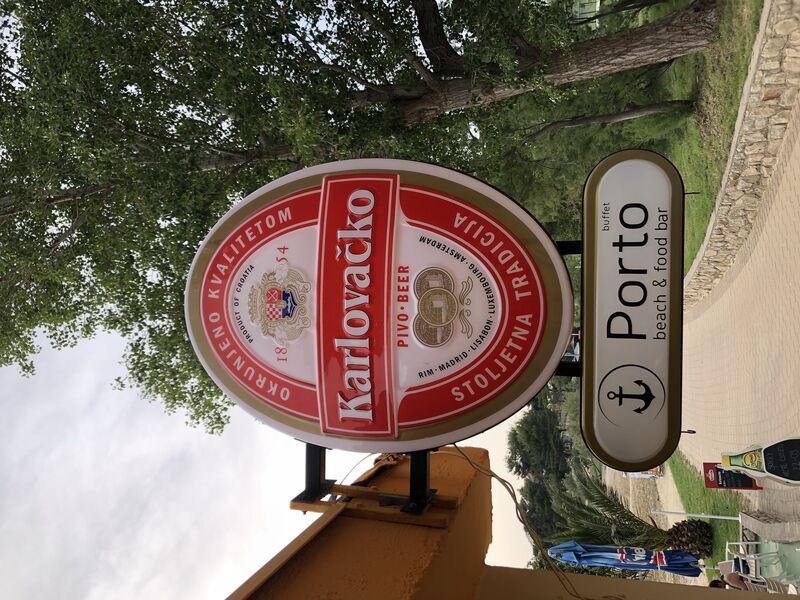 OKRUNJENO KVALITETOM
PRODUCT OF CROATIA
18 54
Karlovačko
PIVO·BEER
RIM·MADRID·LISABON·LUXEMBOURG·AMSTERDAM
STOLJETNA TRADICIJA
buffet
Porto
beach & food bar